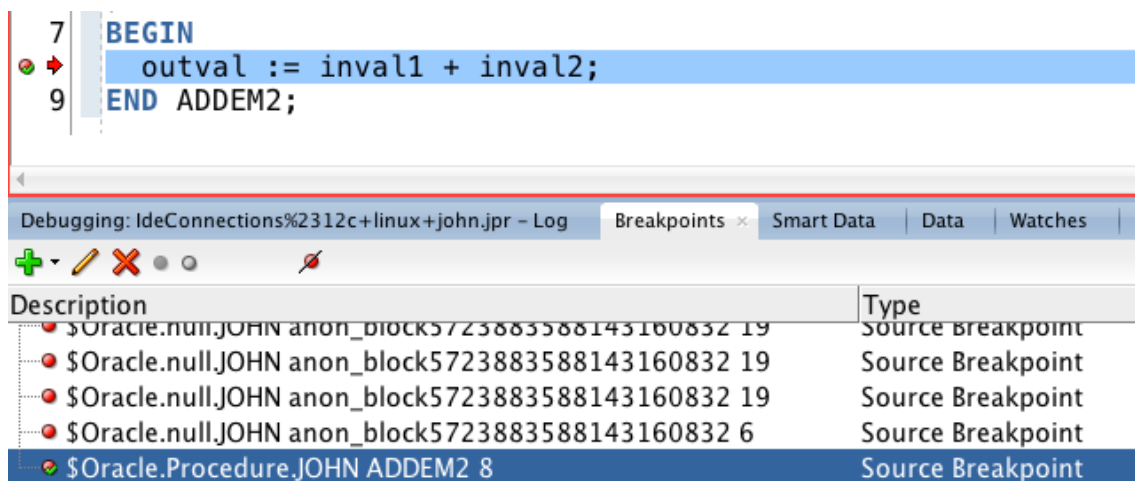 7 BEGIN
outval := inval1 + inval2;
9 END ADDEM2;
Debugging: IdeConnections%2312c+linux+john.jpr – Log Breakpoints × Smart Data Data Watches
Description Type
$Oracle.null.JOHN anon_block5723883588143160832 19 Source Breakpoint
$Oracle.null.JOHN anon_block5723883588143160832 19 Source Breakpoint
$Oracle.null.JOHN anon_block5723883588143160832 19 Source Breakpoint
$Oracle.null.JOHN anon_block5723883588143160832 6 Source Breakpoint
$Oracle.Procedure.JOHN ADDEM2 8 Source Breakpoint